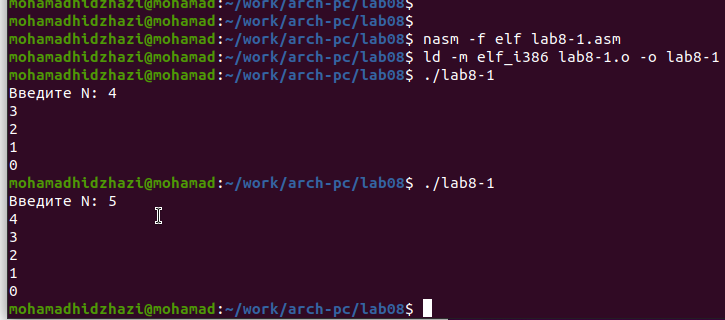 mohamadhidzhazi@mohamad:~/work/arch-pc/lab08$
mohamadhidzhazi@mohamad:~/work/arch-pc/lab08$
mohamadhidzhazi@mohamad:~/work/arch-pc/lab08$ nasm -f elf lab8-1.asm
mohamadhidzhazi@mohamad:~/work/arch-pc/lab08$ ld -m elf_i386 lab8-1.o -o lab8-1
mohamadhidzhazi@mohamad:~/work/arch-pc/lab08$ ./lab8-1
Введите N: 4
3
2
1
0
mohamadhidzhazi@mohamad:~/work/arch-pc/lab08$ ./lab8-1
Введите N: 5
4
3
2
1
0
mohamadhidzhazi@mohamad:~/work/arch-pc/lab08$